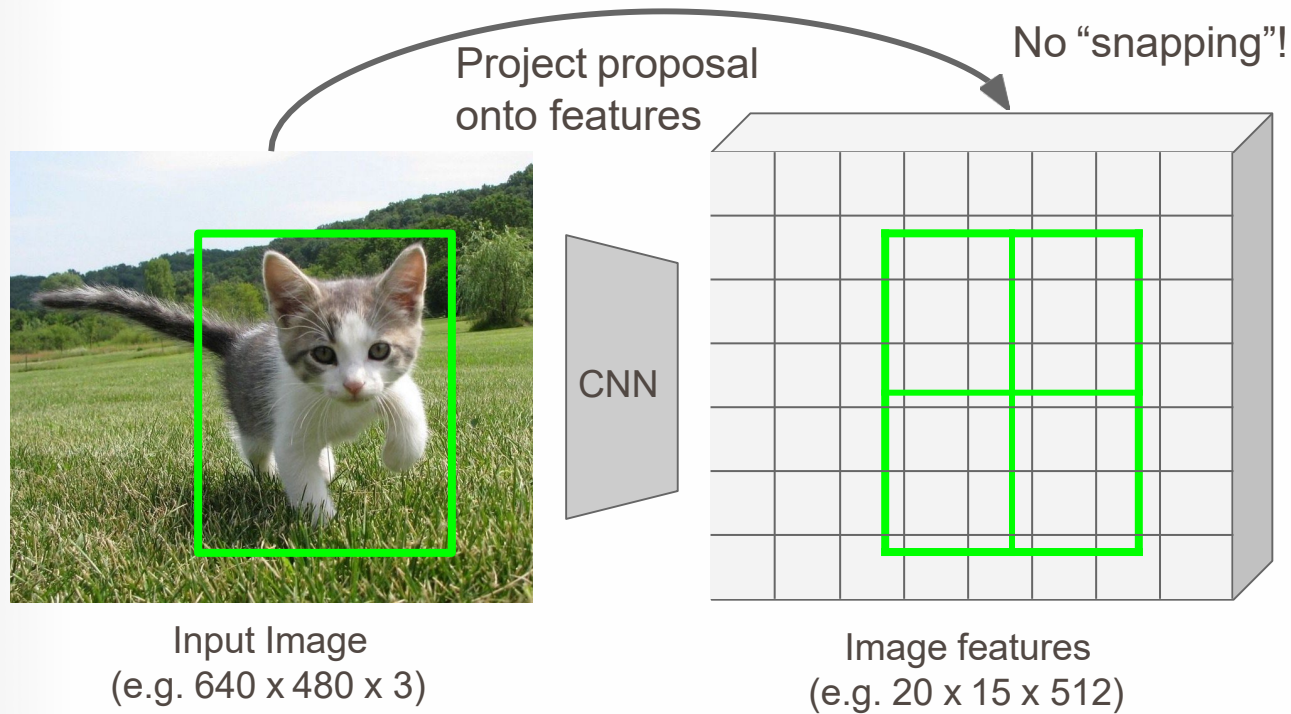 Project proposal
onto features
No “snapping”!
CNN
Input Image
(e.g. 640 x 480 x 3)
Image features
(e.g. 20 x 15 x 512)